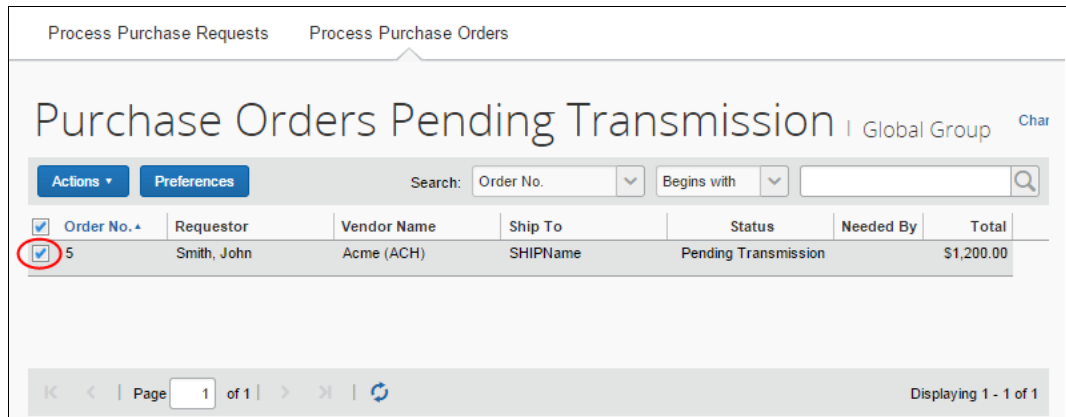 Process Purchase Requests Process Purchase Orders
Purchase Orders Pending Transmission | Global Group Char
Actions Preferences Search: Order No. Begins with
Order No. Requestor Vendor Name Ship To Status Needed By Total
5 Smith, John Acme (ACH) SHIPName Pending Transmission $1,200.00
Page 1 of 1 Displaying 1 - 1 of 1